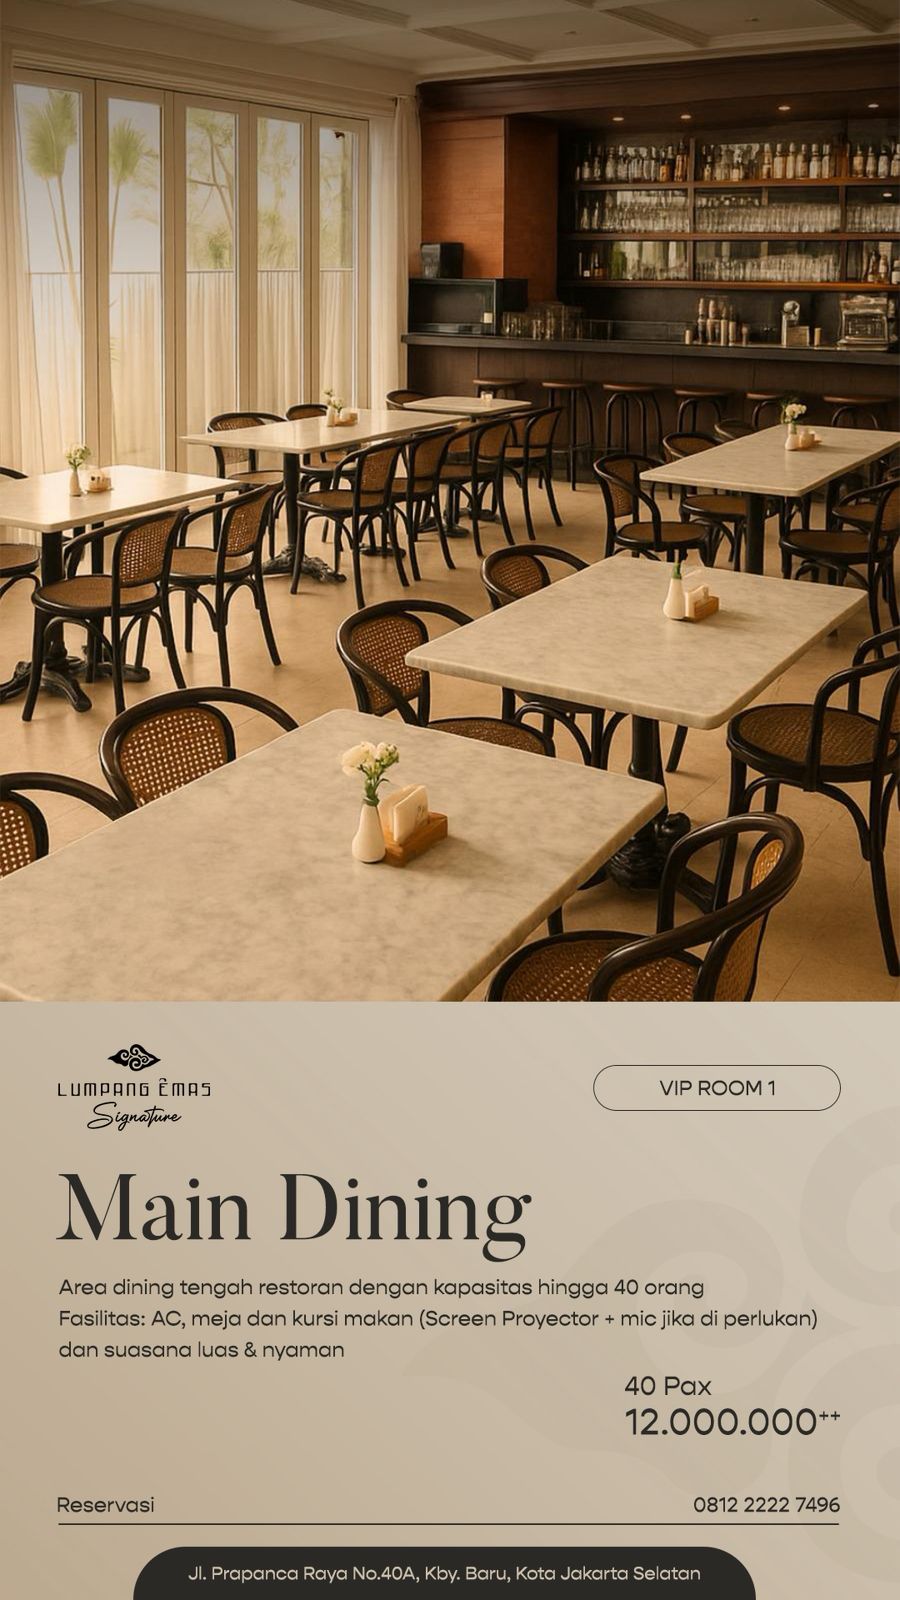 LUMPANG ÊMAS
Signature
VIP ROOM 1
Main Dining
Area dining tengah restoran dengan kapasitas hingga 40 orang
Fasilitas: AC, meja dan kursi makan (Screen Proyector + mic jika di perlukan)
dan suasana luas & nyaman
40 Pax
12.000.000++
Reservasi
0812 2222 7496
Jl. Prapanca Raya No.40A, Kby. Baru, Kota Jakarta Selatan